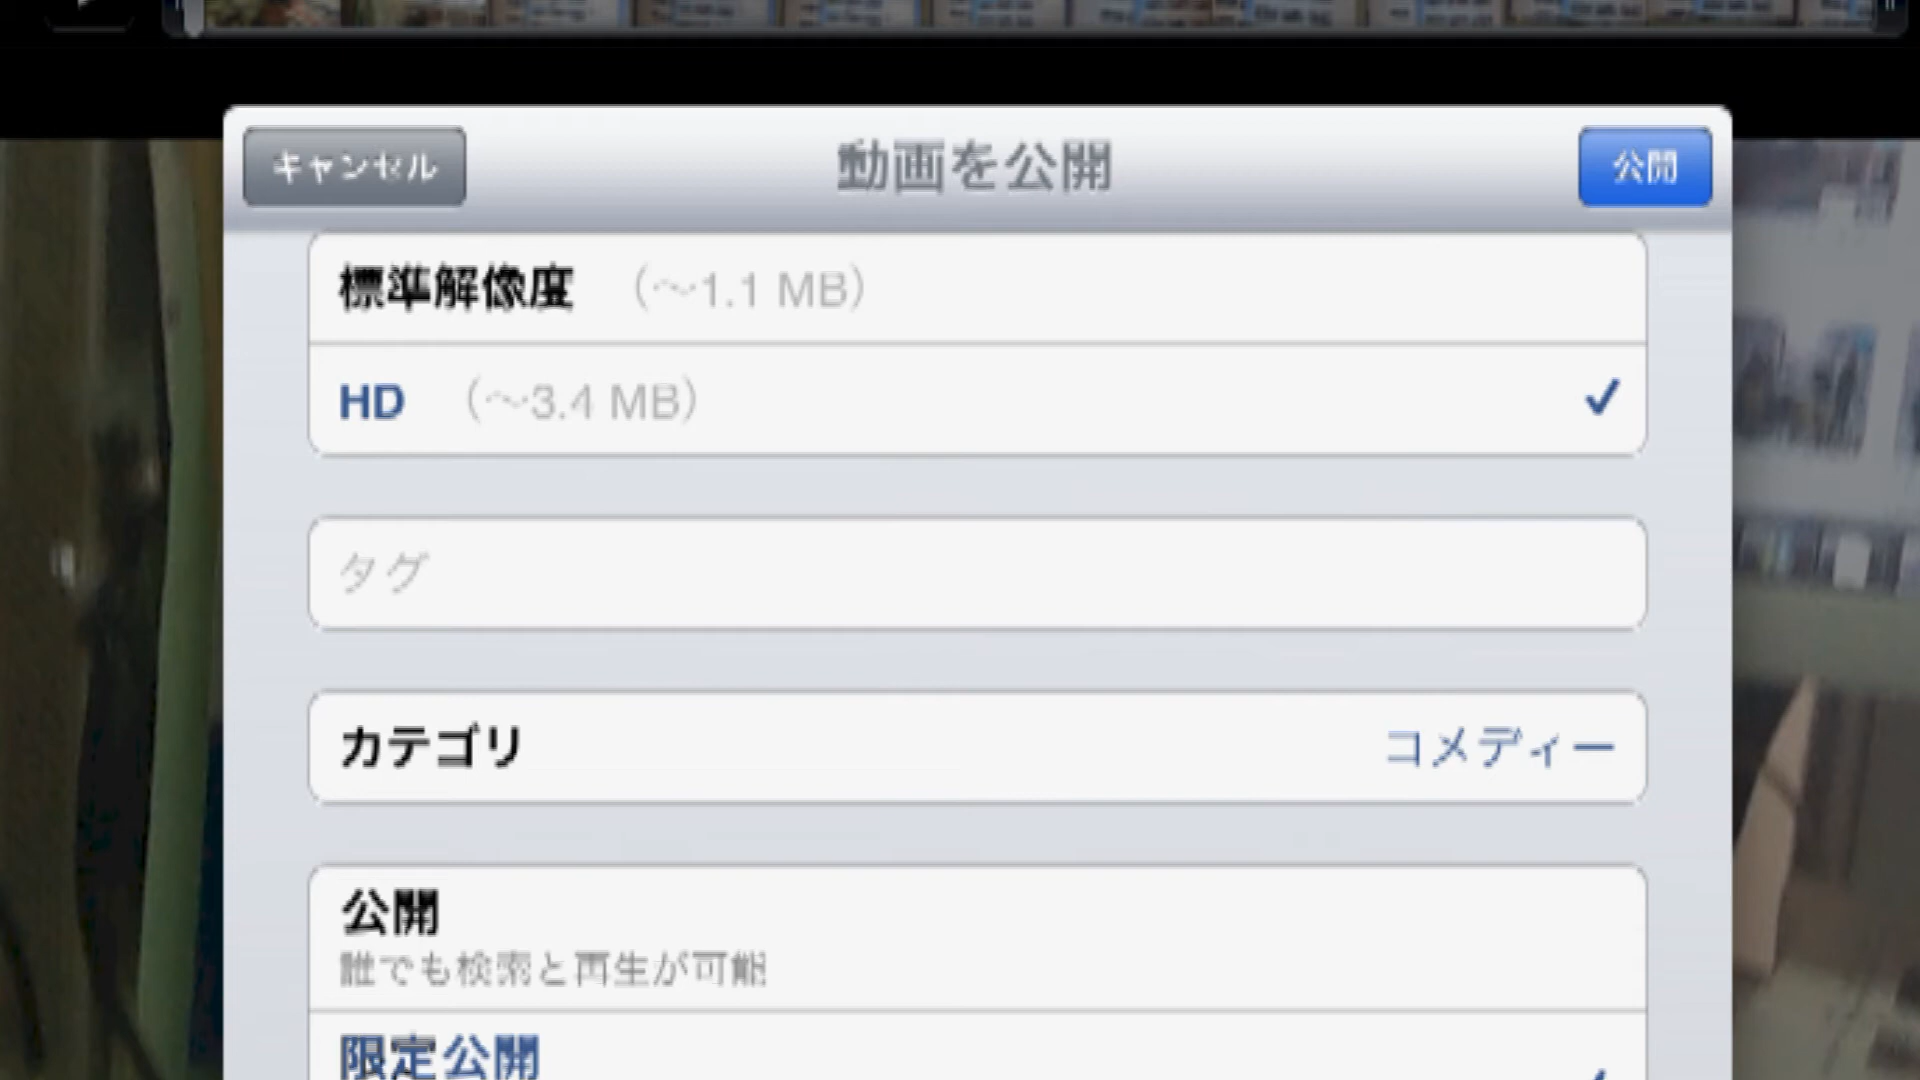 キャンセル 動画を公開 公開
標準解像度 (～1.1 MB)
HD (～3.4 MB)
タグ
カテゴリ コメディー
公開
誰でも検索と再生が可能
限定公開